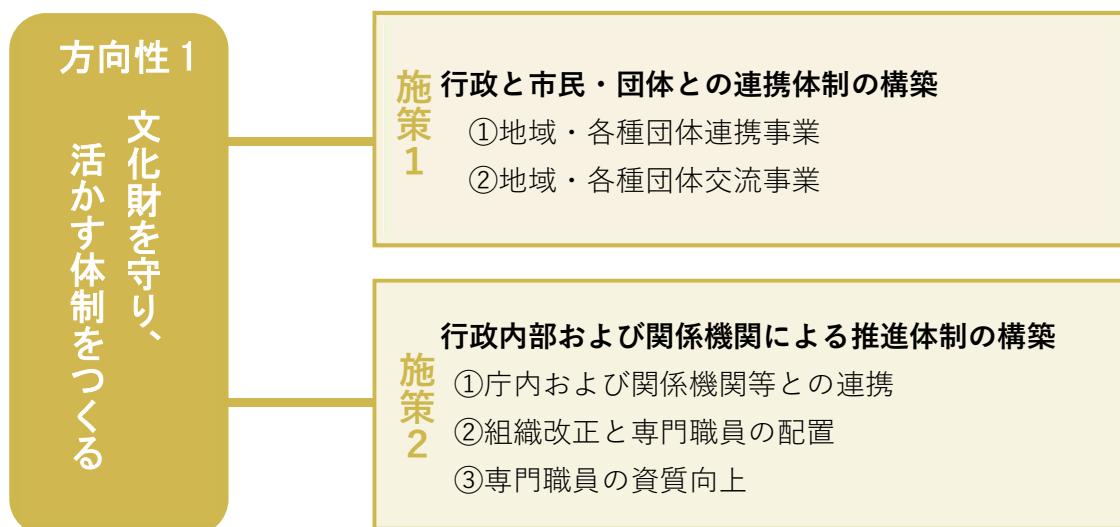 方向性1
文化財を守り、
活かす体制をつくる
施策1
行政と市民・団体との連携体制の構築
①地域・各種団体連携事業
②地域・各種団体交流事業
施策2
行政内部および関係機関による推進体制の構築
①庁内および関係機関等との連携
②組織改正と専門職員の配置
③専門職員の資質向上